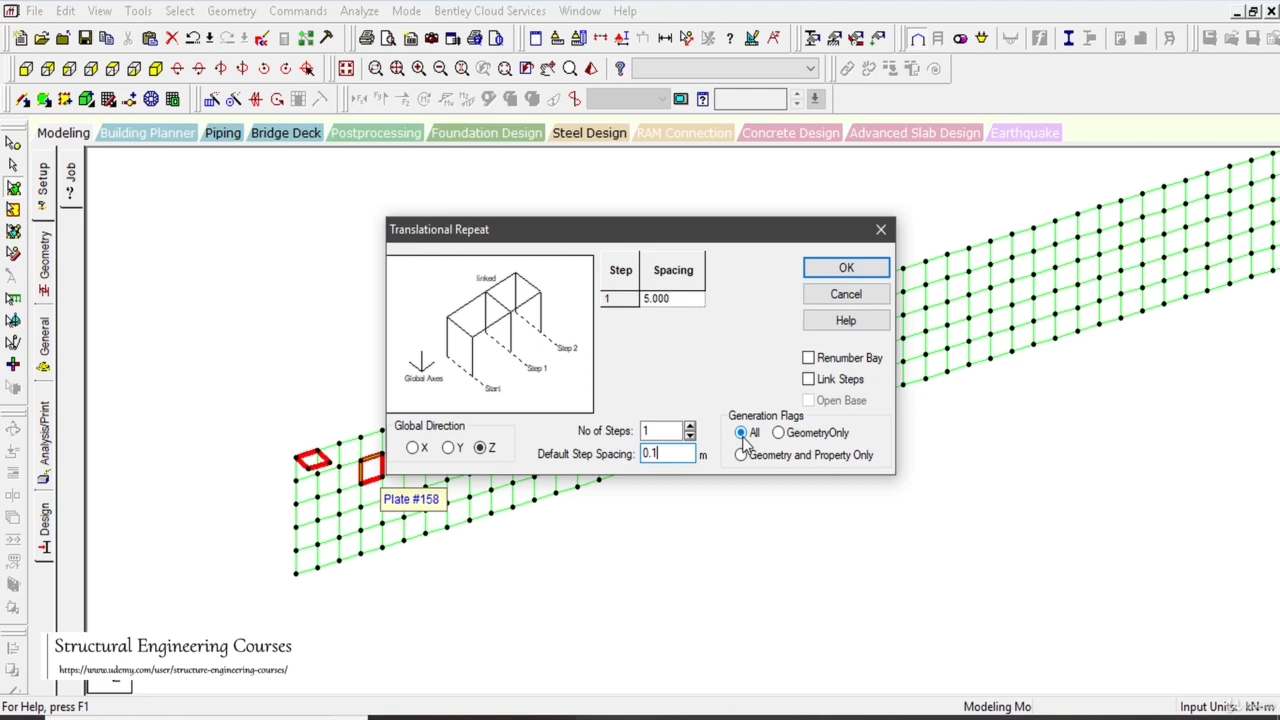 File Edit View Tools Select Geometry Commands Analyze Mode Bentley Cloud Services Window Help
Modeling Building Planner Piping Bridge Deck Postprocessing Foundation Design Steel Design RAM Connection Concrete Design Advanced Slab Design Earthquake
Setup
Job
Geometry
General
Analysis/Print
Design
Translational Repeat
linked
Step 2
Step 1
Start
Global Axes
Step Spacing
1 5.000
OK
Cancel
Help
Renumber Bay
Link Steps
Open Base
Generation Flags
All GeometryOnly
Geometry and Property Only
Global Direction
X Y Z
No of Steps: 1
Default Step Spacing: 0.1 m
Plate #158
Structural Engineering Courses
https://www.udemy.com/user/structure-engineering-courses/
For Help, press F1
Modeling Mo
Input Units: kN-m